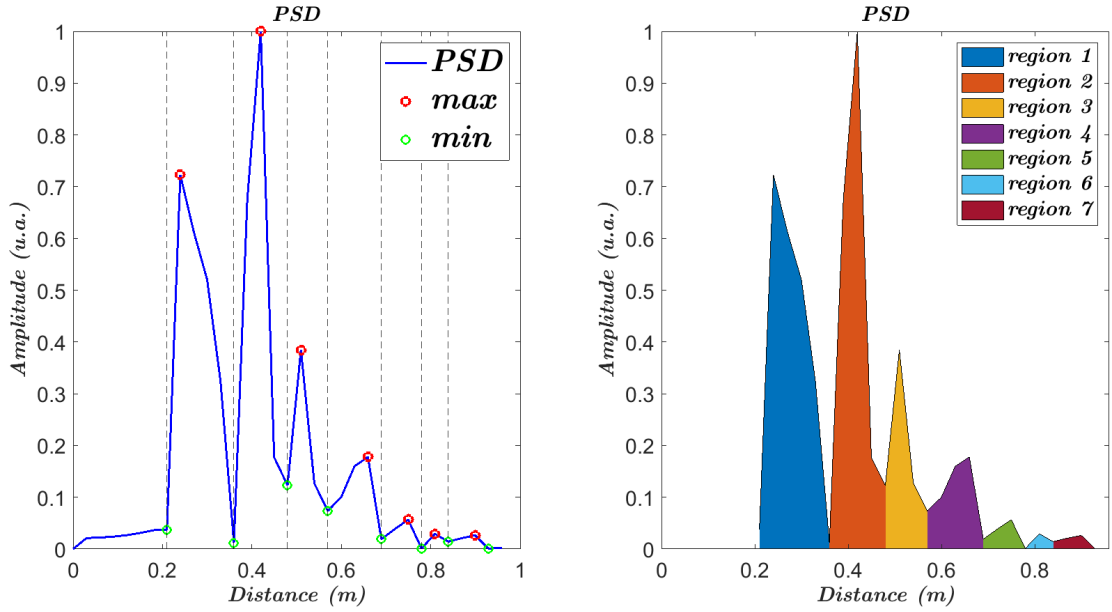 PSD
1
0.9
0.8
0.7
0.6
0.5
0.4
0.3
0.2
0.1
0
Amplitude (u.a.)
0 0.2 0.4 0.6 0.8 1
Distance (m)
PSD
max
min
PSD
1
0.9
0.8
0.7
0.6
0.5
0.4
0.3
0.2
0.1
0
Amplitude (u.a.)
0 0.2 0.4 0.6 0.8
Distance (m)
region 1
region 2
region 3
region 4
region 5
region 6
region 7